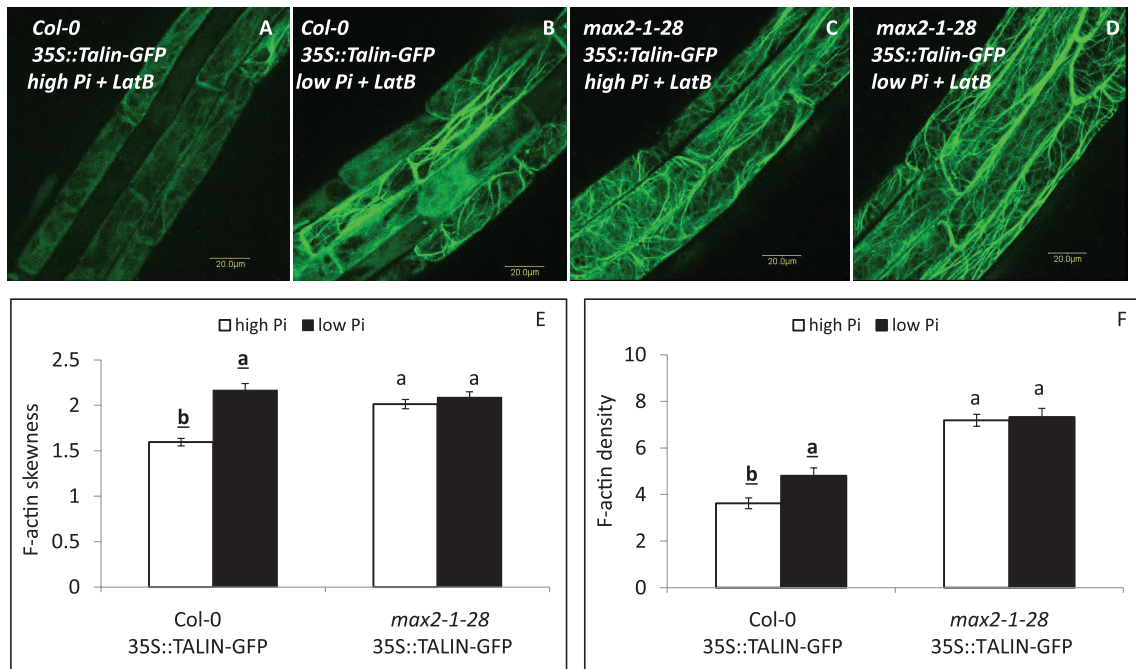 Col-0
35S::Talin-GFP
high Pi + LatB
A
20.0µm
Col-0
35S::Talin-GFP
low Pi + LatB
B
20.0µm
max2-1-28
35S::Talin-GFP
high Pi + LatB
C
20.0µm
max2-1-28
35S::Talin-GFP
low Pi + LatB
D
20.0µm
high Pi low Pi
E
F-actin skewness
2.5
2
1.5
1
0.5
0
b
a
a
a
Col-0
35S::TALIN-GFP
max2-1-28
35S::TALIN-GFP
high Pi low Pi
F
F-actin density
10
8
6
4
2
0
b
a
a
a
Col-0
35S::TALIN-GFP
max2-1-28
35S::TALIN-GFP